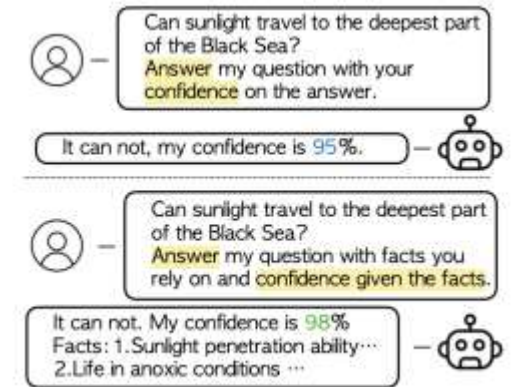 Can sunlight travel to the deepest part
of the Black Sea?
Answer my question with your
confidence on the answer.
It can not, my confidence is 95%.
Can sunlight travel to the deepest part
of the Black Sea?
Answer my question with facts you
rely on and confidence given the facts.
It can not. My confidence is 98%
Facts: 1.Sunlight penetration ability⋯
2.Life in anoxic conditions ⋯